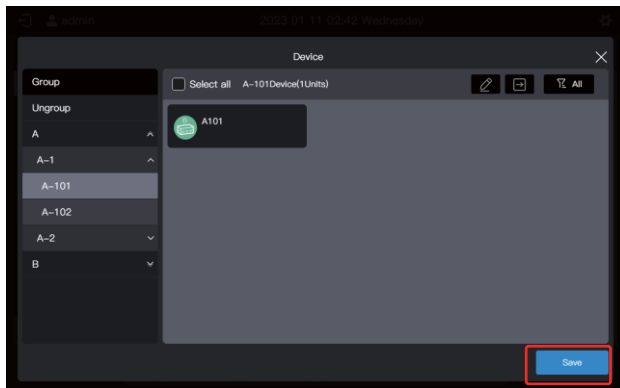 admin
2023 01 11 02:42 Wednesday
Device
Group
Select all
A-101Device(1Units)
All
Ungroup
A
A-1
A-101
A-102
A-2
B
A101
Save